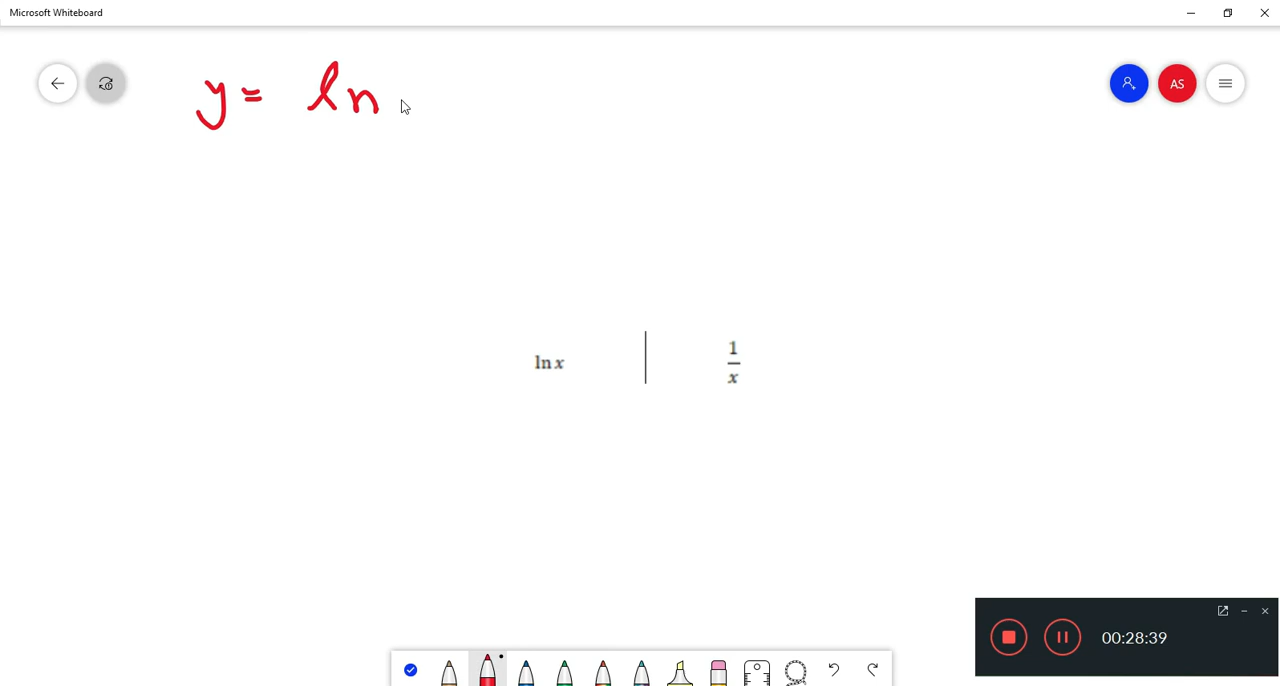 Microsoft Whiteboard
y = ln
AS
ln x | 1/x
00:28:39